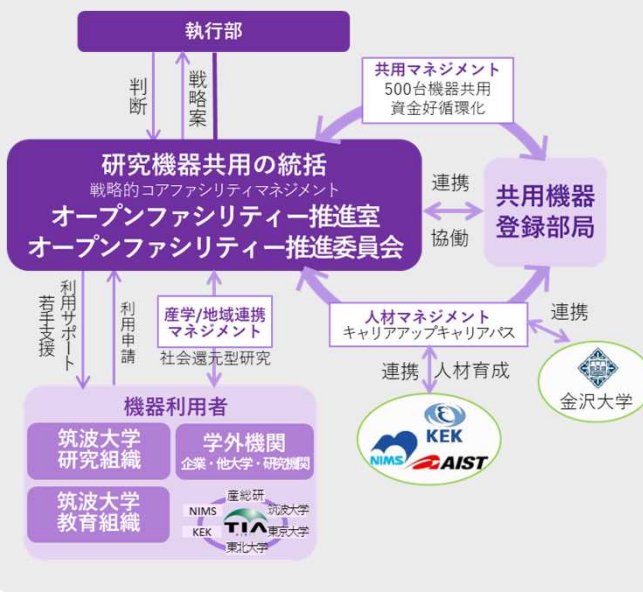 執行部
判断
戦略案
共用マネジメント
500台機器共用
資金好循環化
研究機器共用の統括
戦略的コアファシリティマネジメント
オープンファシリティー推進室
オープンファシリティー推進委員会
連携
協働
共用機器
登録部局
利用サポート
若手支援
利用申請
産学/地域連携
マネジメント
社会還元型研究
人材マネジメント
キャリアアップキャリアパス
連携
連携
人材育成
金沢大学
KEK
NIMS
AIST
機器利用者
筑波大学
研究組織
学外機関
企業・他大学・研究機関
筑波大学
教育組織
産総研
NIMS
筑波大学
TIA
KEK
東京大学
東北大学